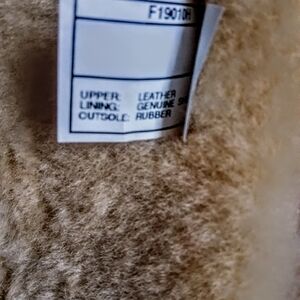 F19010H
UPPER: LEATHER
LINING: GENUINE
OUTSOLE: RUBBER